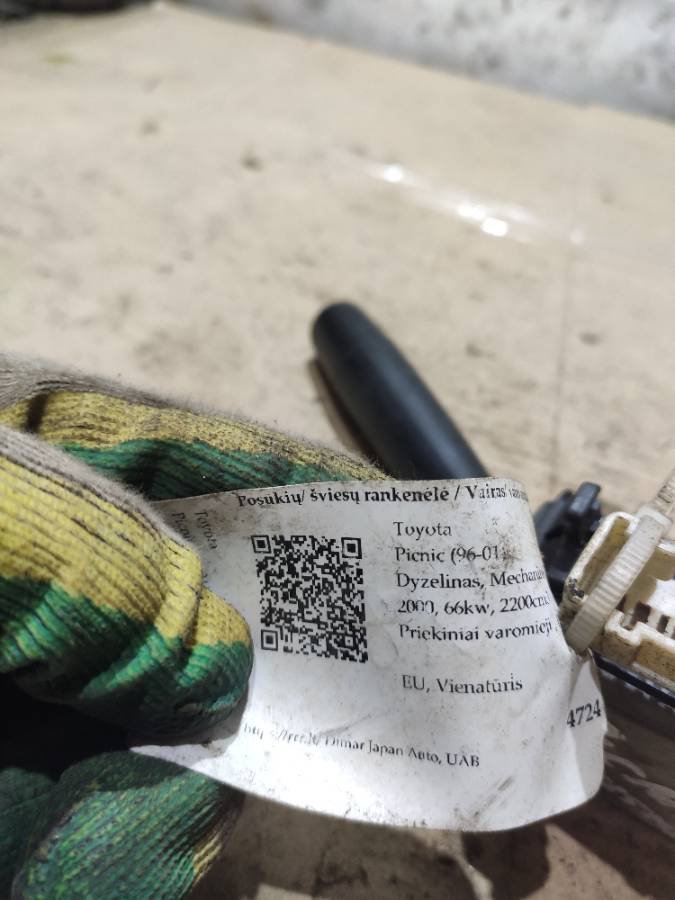 Posūkių/ šviesų rankenėlė / Vairas/
Toyota
Picnic (96-01
Dyzelinas,
2000, 66kw, 2200cm
Priekiniai varomieji
EU, Vienatūris
4724
Dimar Japan Auto, UAB
Toyota